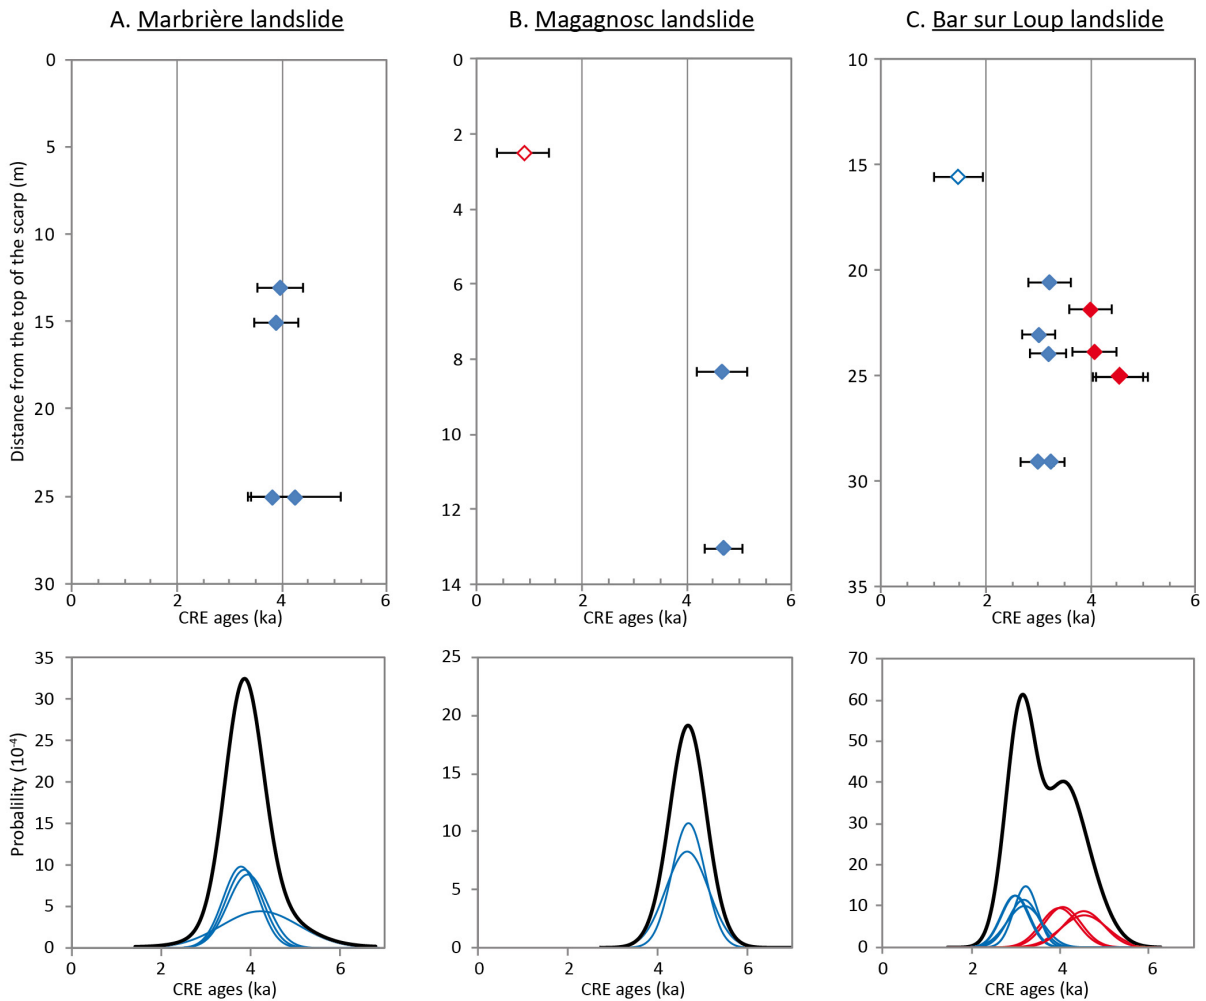 A. Marbrière landslide
B. Magagnosc landslide
C. Bar sur Loup landslide
Distance from the top of the scarp (m)
0
5
10
15
20
25
30
0 2 4 6
CRE ages (ka)
0
2
4
6
8
10
12
14
0 2 4 6
CRE ages (ka)
10
15
20
25
30
35
0 2 4 6
CRE ages (ka)
Probalility (10⁻⁴)
35
30
25
20
15
10
5
0
0 2 4 6
CRE ages (ka)
25
20
15
10
5
0
0 2 4 6
CRE ages (ka)
70
60
50
40
30
20
10
0
0 2 4 6
CRE ages (ka)